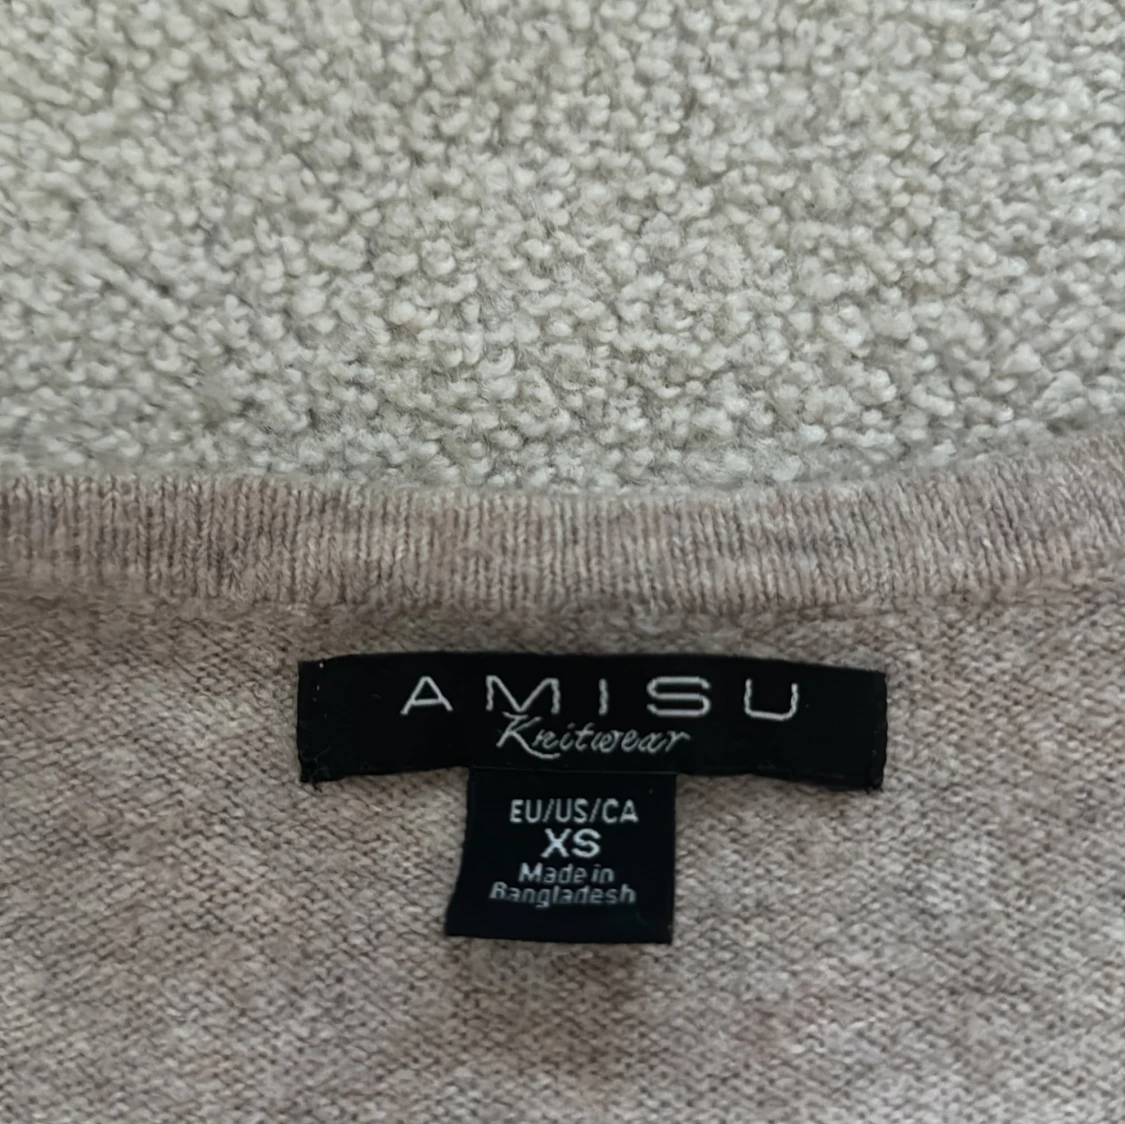 AMISU
Knitwear
EU/US/CA
XS
Made in
Bangladesh